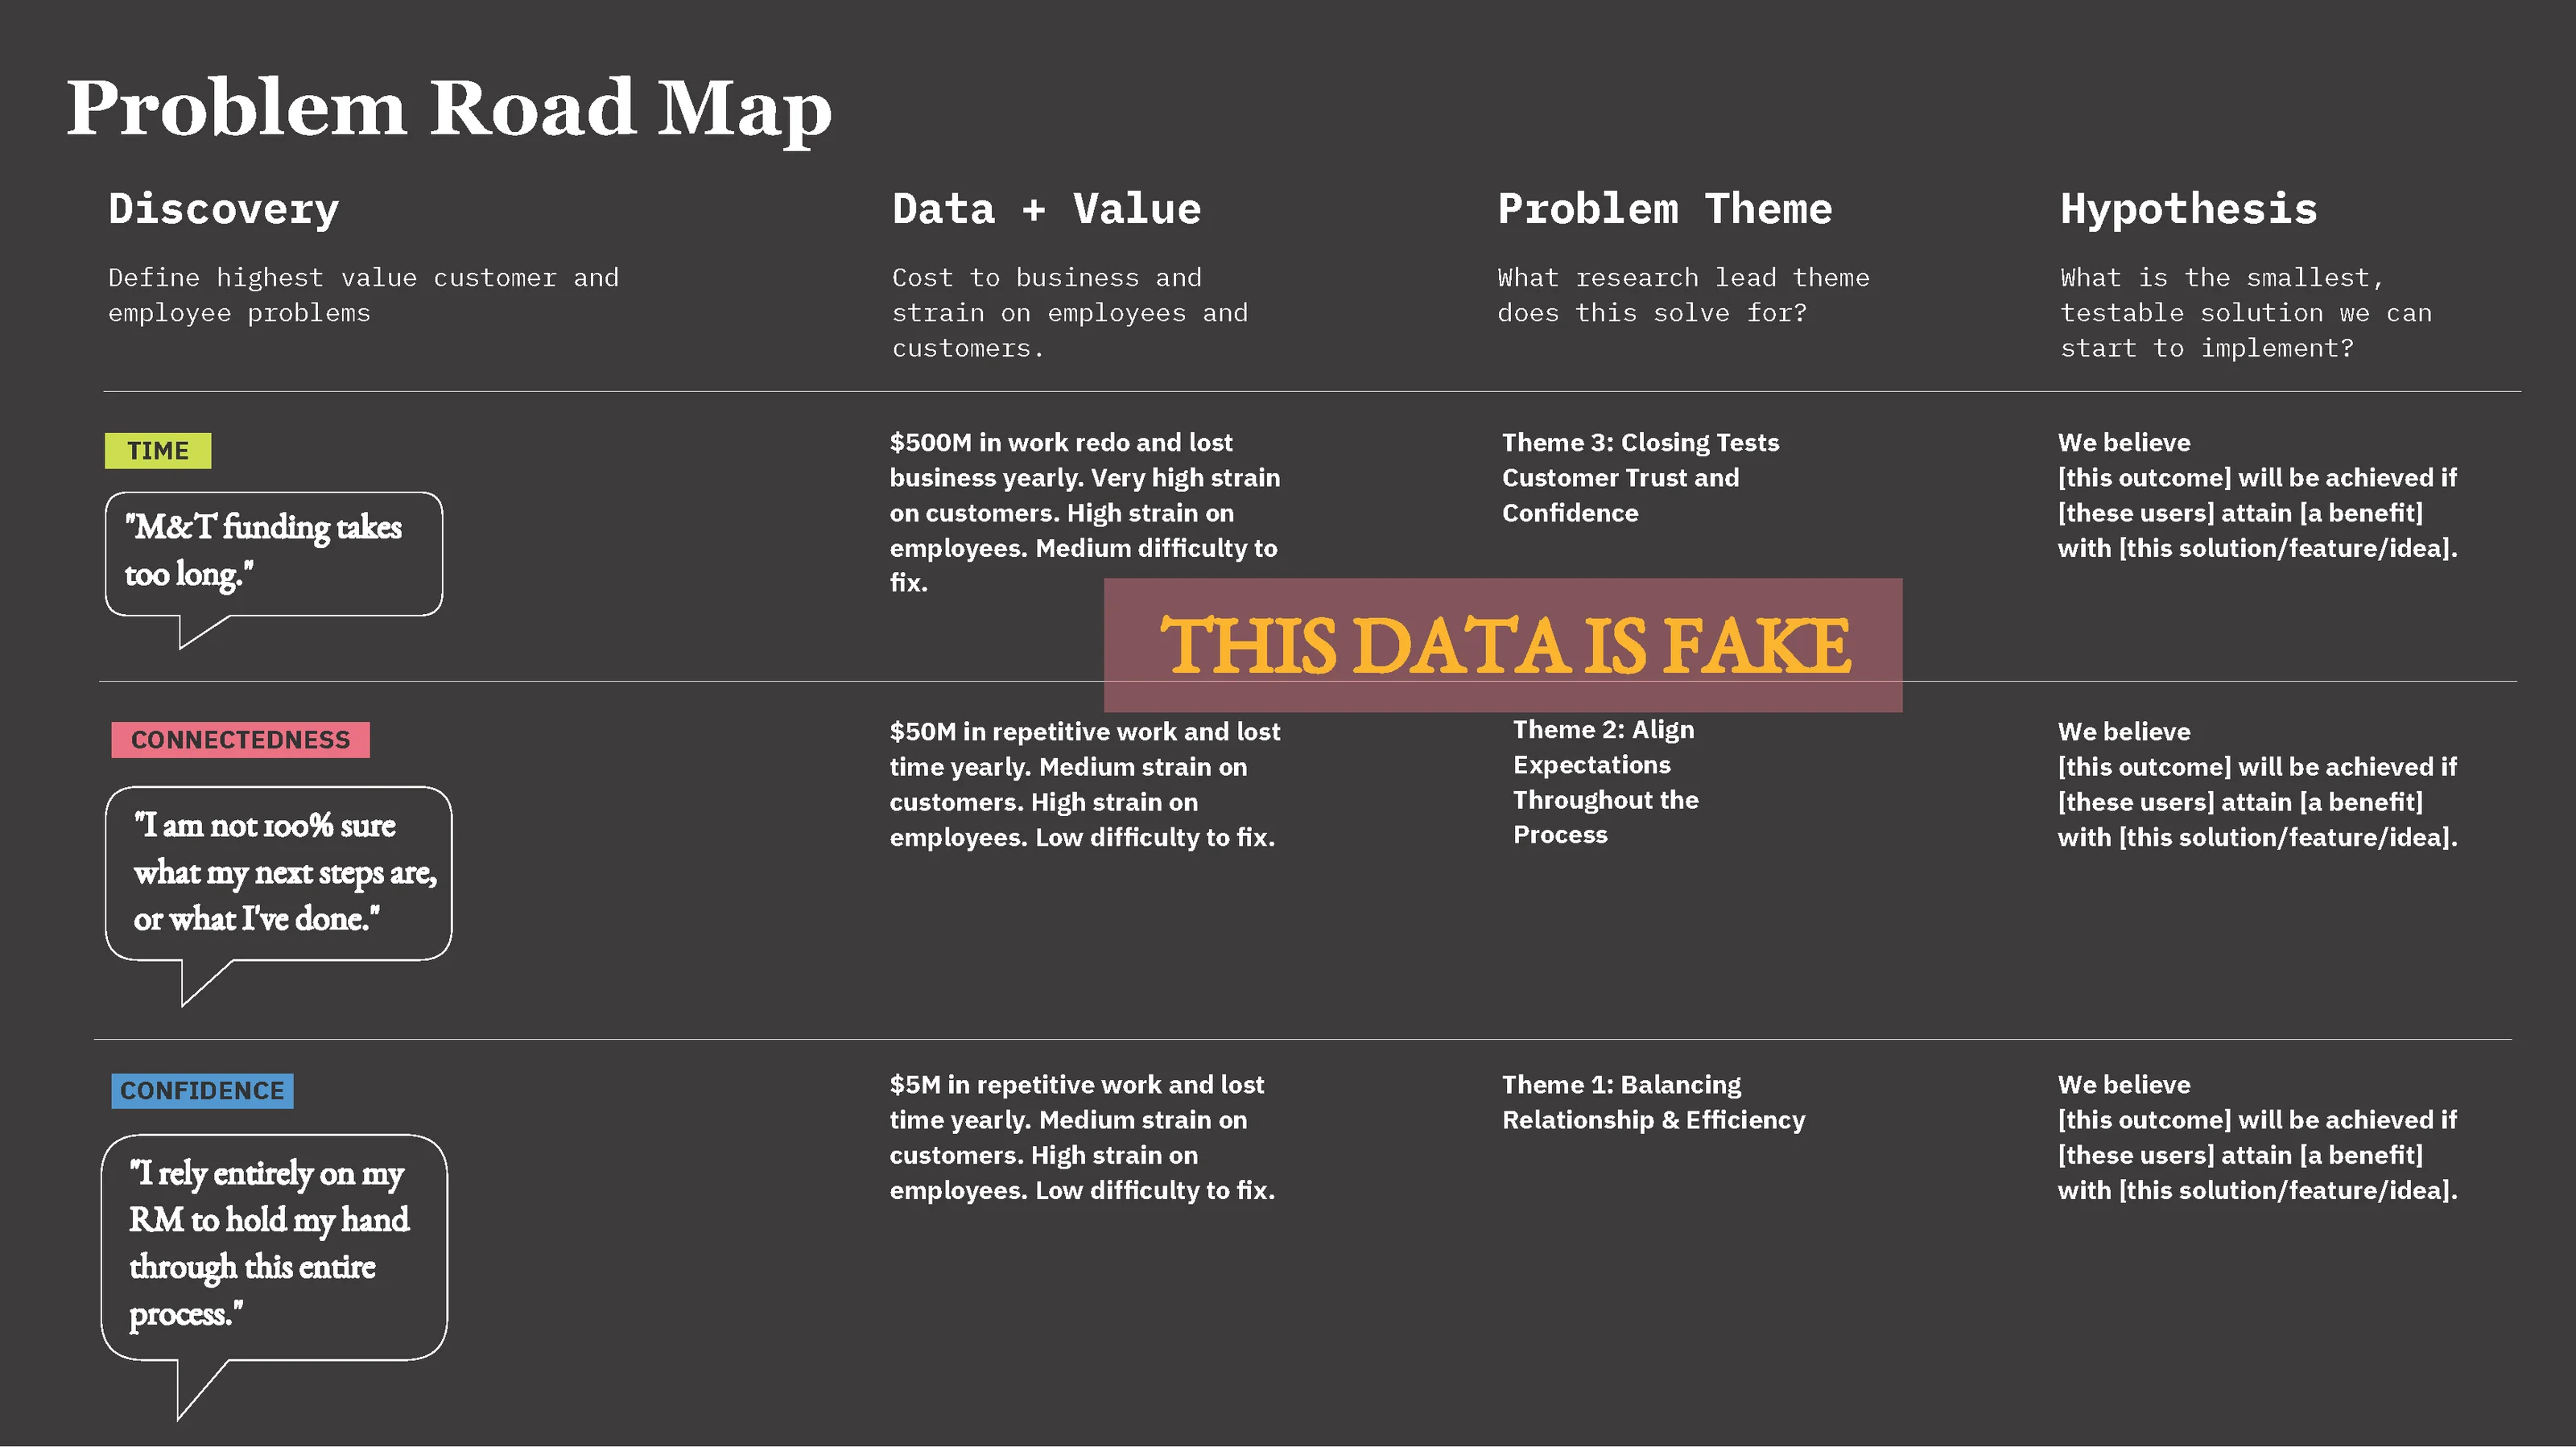 Problem Road Map
Discovery
Define highest value customer and
employee problems
Data + Value
Cost to business and
strain on employees and
customers.
Problem Theme
What research lead theme
does this solve for?
Hypothesis
What is the smallest,
testable solution we can
start to implement?
TIME
"M&T funding takes
too long."
$500M in work redo and lost
business yearly. Very high strain
on customers. High strain on
employees. Medium difficulty to
fix.
Theme 3: Closing Tests
Customer Trust and
Confidence
We believe
[this outcome] will be achieved if
[these users] attain [a benefit]
with [this solution/feature/idea].
THIS DATA IS FAKE
CONNECTEDNESS
"I am not 100% sure
what my next steps are,
or what I've done."
$50M in repetitive work and lost
time yearly. Medium strain on
customers. High strain on
employees. Low difficulty to fix.
Theme 2: Align
Expectations
Throughout the
Process
We believe
[this outcome] will be achieved if
[these users] attain [a benefit]
with [this solution/feature/idea].
CONFIDENCE
"I rely entirely on my
RM to hold my hand
through this entire
process."
$5M in repetitive work and lost
time yearly. Medium strain on
customers. High strain on
employees. Low difficulty to fix.
Theme 1: Balancing
Relationship & Efficiency
We believe
[this outcome] will be achieved if
[these users] attain [a benefit]
with [this solution/feature/idea].